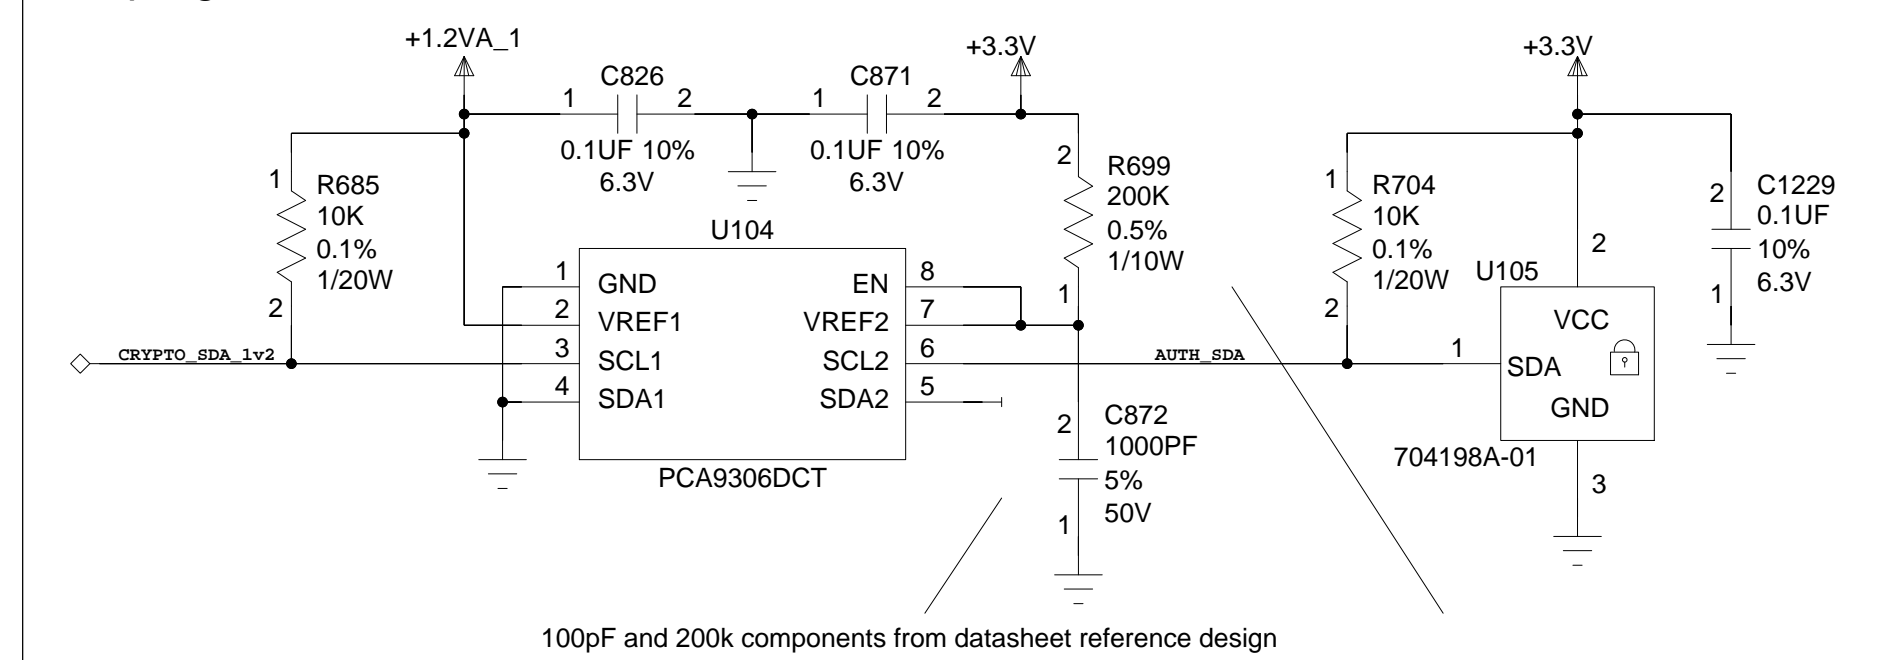 +1.2VA_1
+3.3V
+3.3V
C826
1 2
0.1UF 10%
6.3V
C871
1 2
0.1UF 10%
6.3V
1
R685
10K
0.1%
1/20W
2
2
R699
200K
0.5%
1/10W
1
1
R704
10K
0.1%
1/20W
2
2
C1229
0.1UF
10%
6.3V
1
U104
1 GND EN 8
2 VREF1 VREF2 7
3 SCL1 SCL2 6
4 SDA1 SDA2 5
PCA9306DCT
CRYPTO_SDA_1v2
AUTH_SDA
U105
2
VCC
1 SDA
GND
704198A-01
3
2
C872
1000PF
5%
50V
1
100pF and 200k components from datasheet reference design